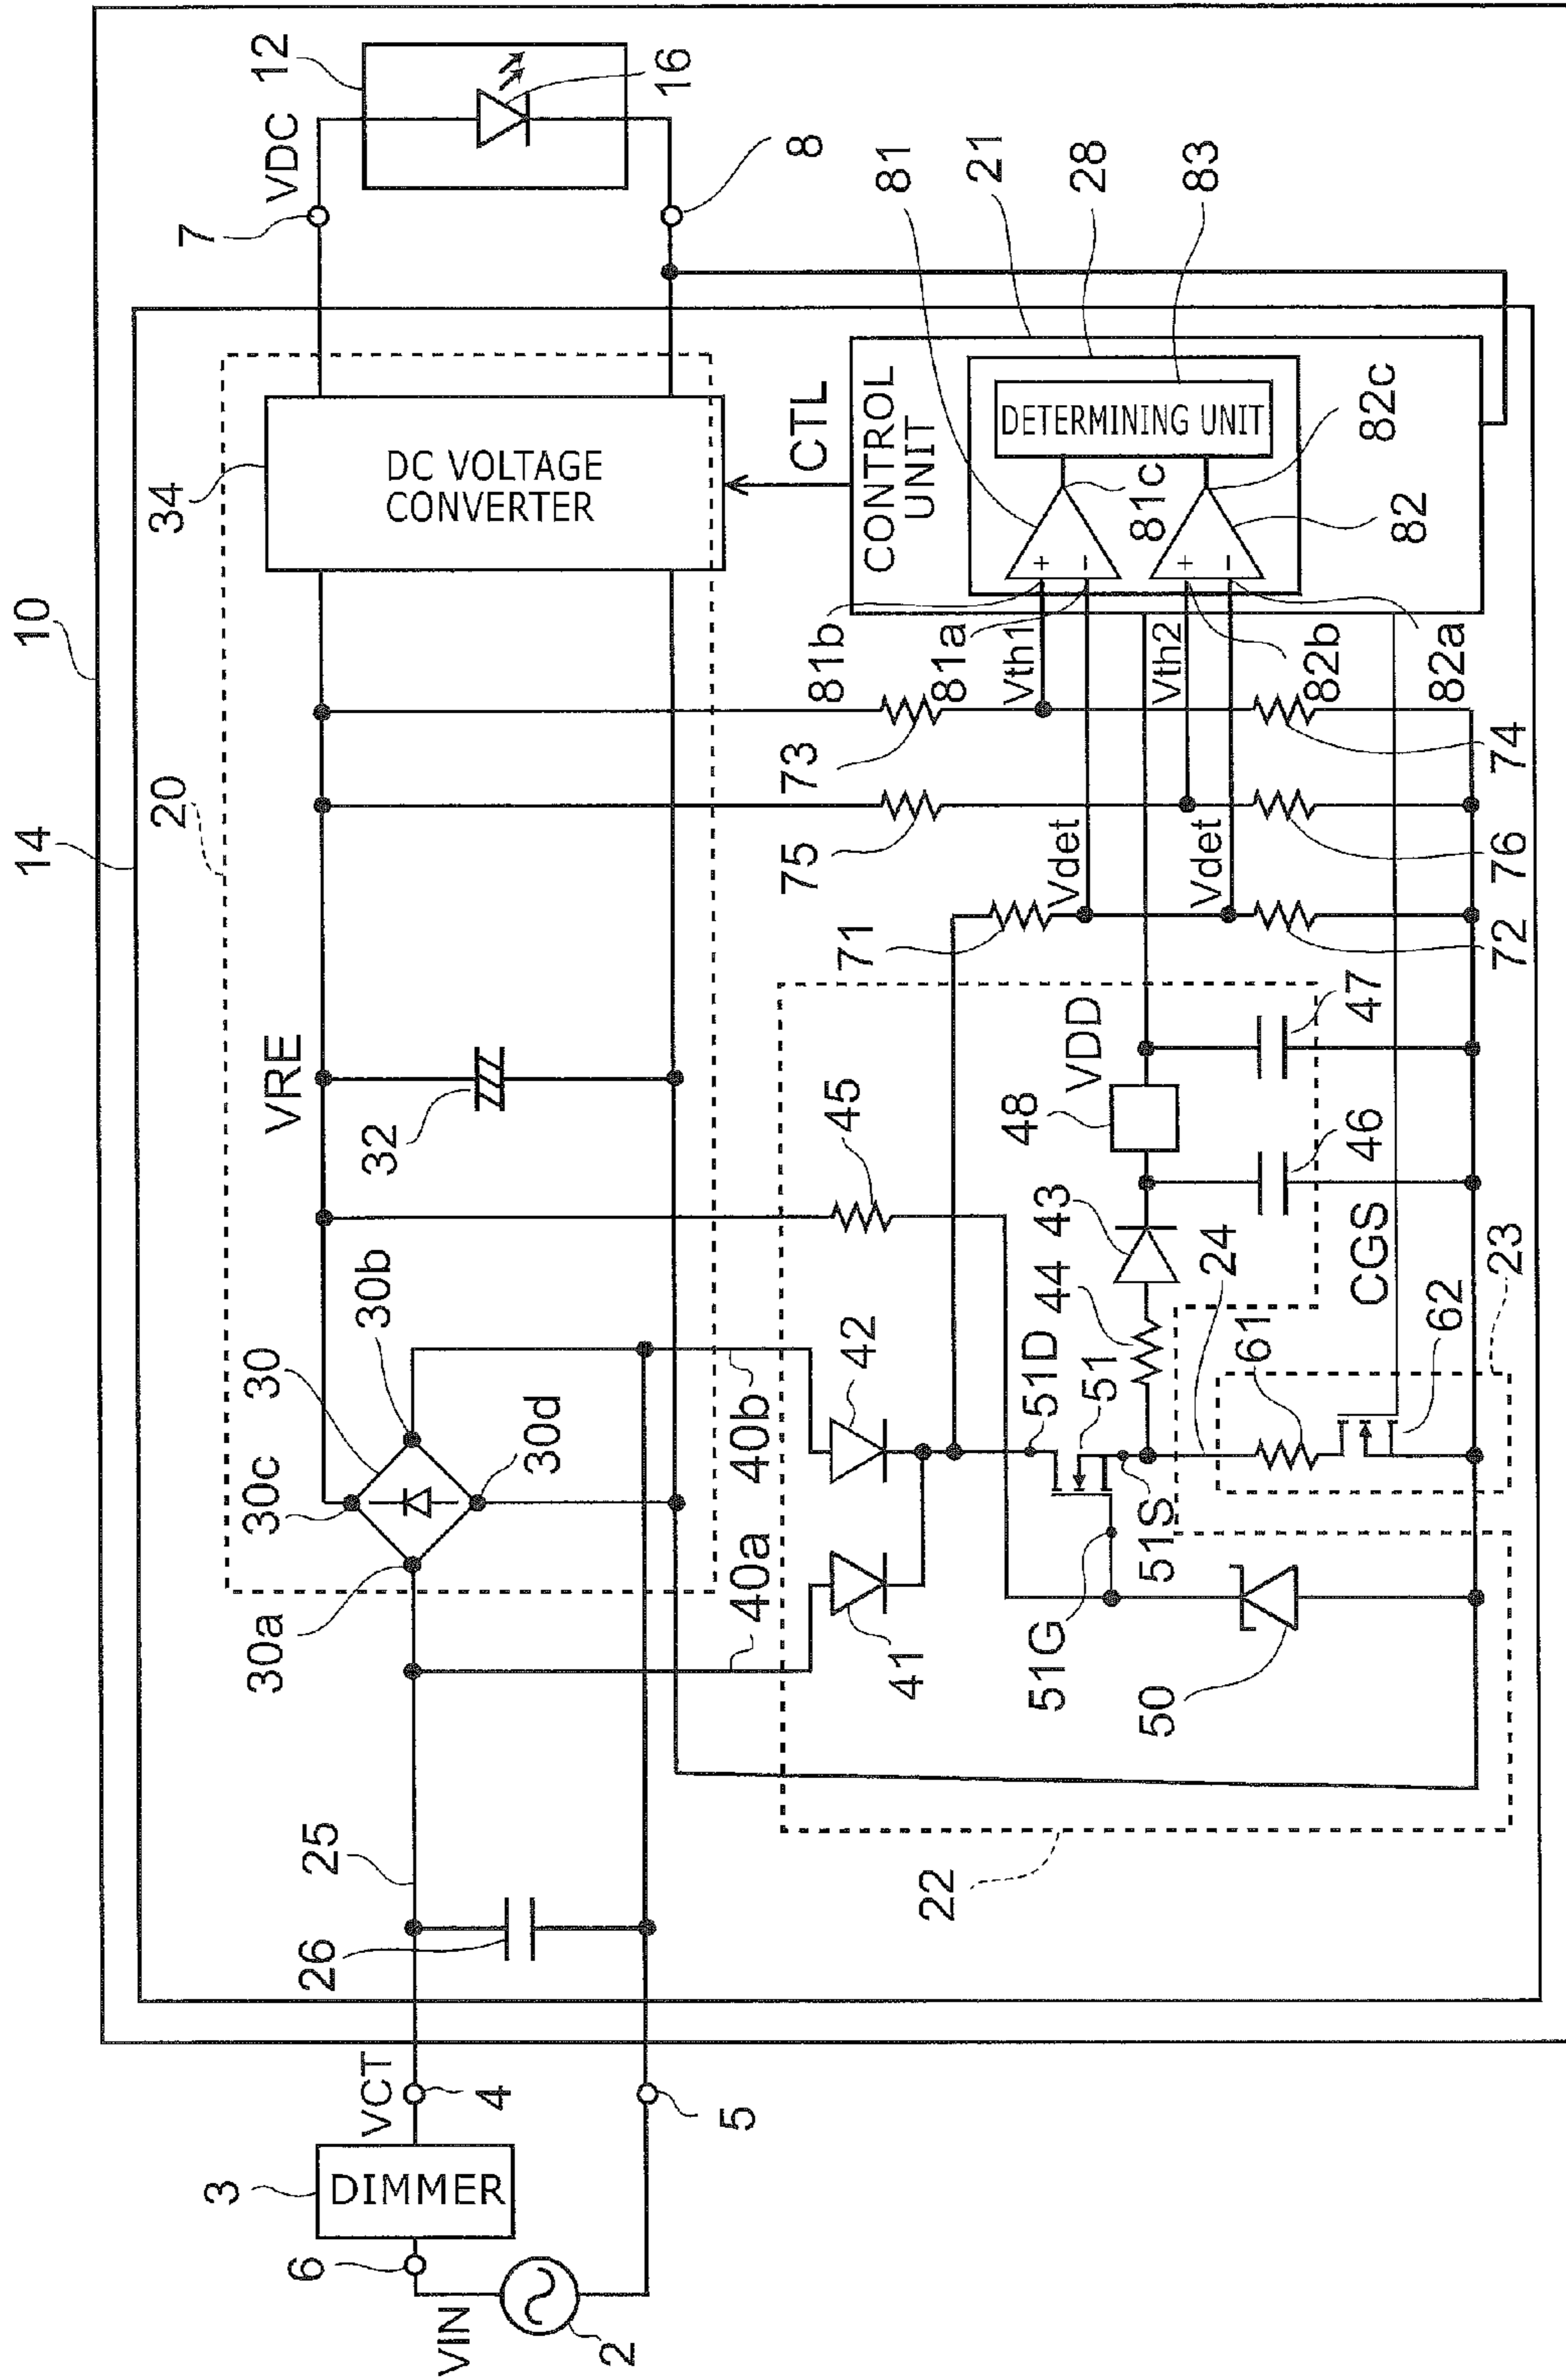 10
14
20
34
VRE
VDC
7
12
16
8
32
30
30a
30b
30c
30d
25
26
VCT
4
3
DIMMER
6
VIN
2
5
DC VOLTAGE
CONVERTER
CTL
CONTROL
UNIT
DETERMINING UNIT
81
21
28
83
81c
82c
82
81b
81a
Vth1
Vth2
82b
82a
73
75
74
76
Vdet
Vdet
71
72
45
40a
40b
41
42
51D
51
51S
51G
44
43
48
VDD
47
46
24
CGS
61
62
23
50
22